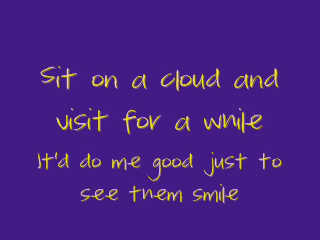 Sit on a cloud and
visit for a while
It'd do me good just to
see them smile